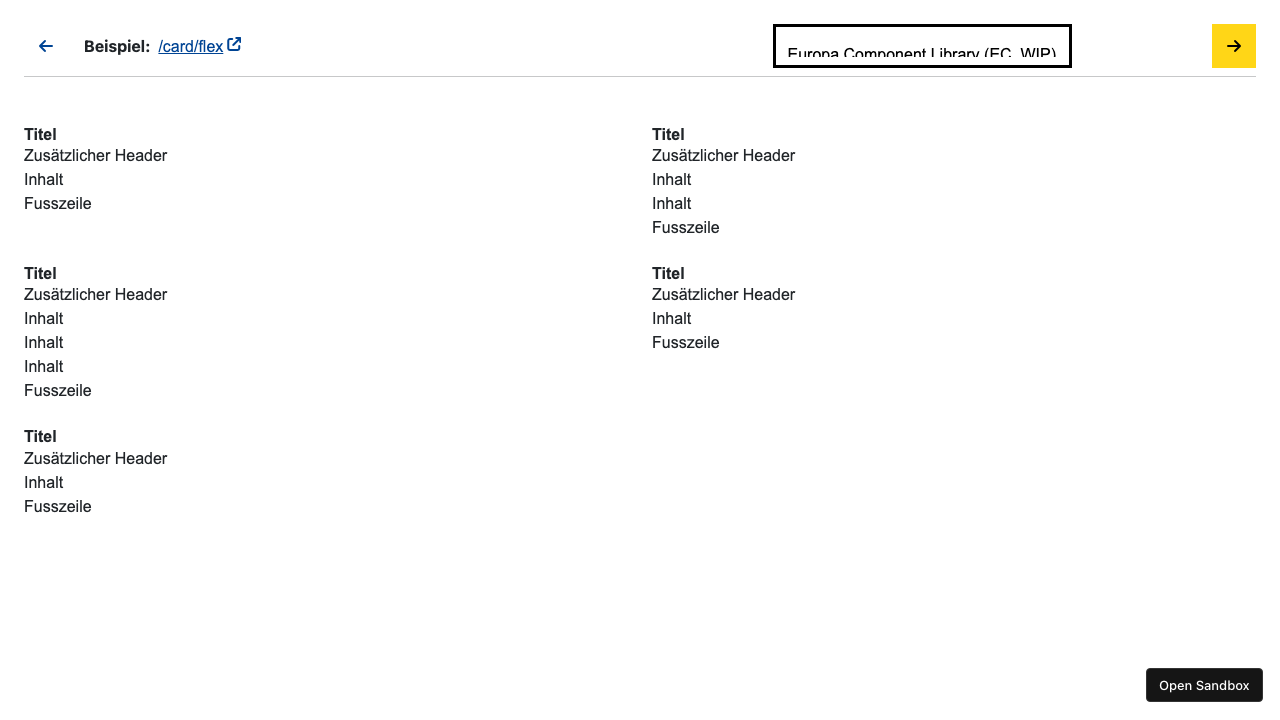 Beispiel: /card/flex
Europa Component Library (EC, WIP)
Titel
Zusätzlicher Header
Inhalt
Fusszeile
Titel
Zusätzlicher Header
Inhalt
Inhalt
Fusszeile
Titel
Zusätzlicher Header
Inhalt
Inhalt
Inhalt
Fusszeile
Titel
Zusätzlicher Header
Inhalt
Fusszeile
Titel
Zusätzlicher Header
Inhalt
Fusszeile
Open Sandbox